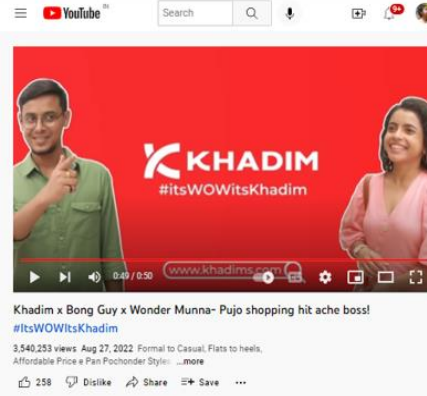 YouTube IN
Search
9+
KHADIM
#itsWOWitsKhadim
www.khadims.com
0:49 / 0:50
Khadim x Bong Guy x Wonder Munna- Pujo shopping hit ache boss!
#ItsWOWItsKhadim
3,540,253 views Aug 27, 2022 Formal to Casual, Flats to heels,
Affordable Price e Pan Pochonder Styles ...more
258 Dislike Share Save